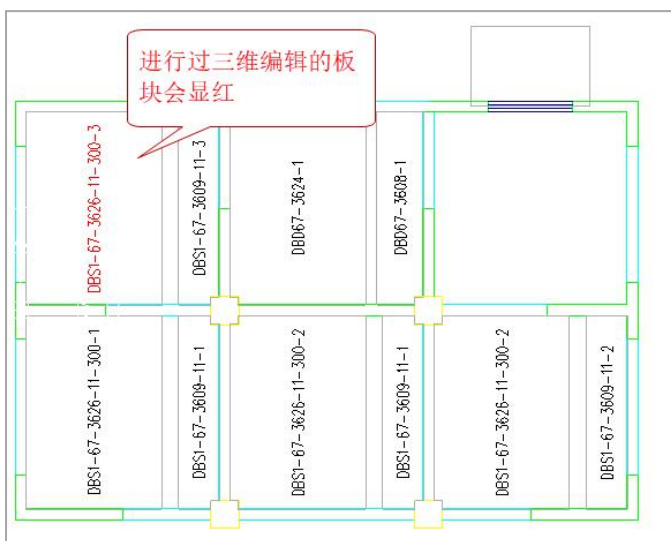 进行过三维编辑的板
块会显红
DBS1-67-3626-11-300-3
DBS1-67-3609-11-3
DBD67-3624-1
DBD67-3608-1
DBS1-67-3626-11-300-1
DBS1-67-3609-11-1
DBS1-67-3626-11-300-2
DBS1-67-3609-11-1
DBS1-67-3626-11-300-2
DBS1-67-3609-11-2